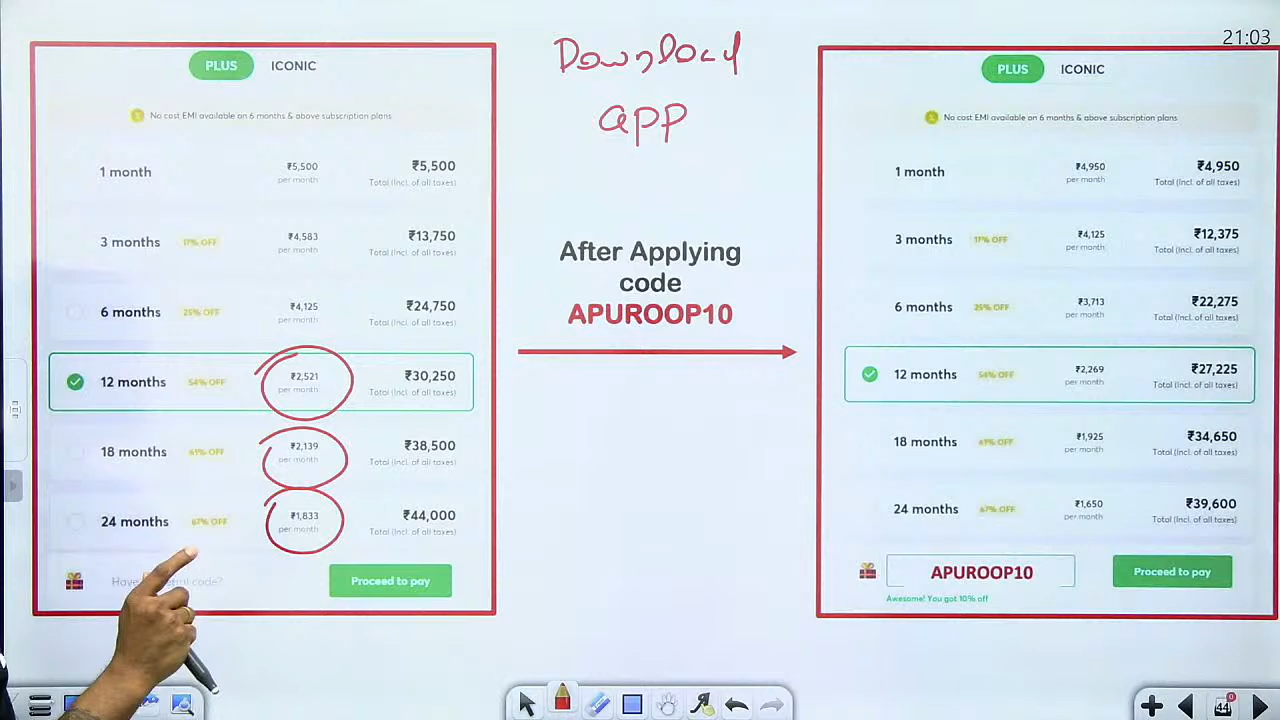 21:03
Download
app
PLUS ICONIC
No cost EMI available on 6 months & above subscription plans
1 month ₹5,500 per month ₹5,500 Total (Incl. of all taxes)
3 months 17% OFF ₹4,583 per month ₹13,750 Total (Incl. of all taxes)
6 months 25% OFF ₹4,125 per month ₹24,750 Total (Incl. of all taxes)
12 months 54% OFF ₹2,521 per month ₹30,250 Total (Incl. of all taxes)
18 months 61% OFF ₹2,139 per month ₹38,500 Total (Incl. of all taxes)
24 months 67% OFF ₹1,833 per month ₹44,000 Total (Incl. of all taxes)
Have code?
Proceed to pay
After Applying
code
APUROOP10
PLUS ICONIC
No cost EMI available on 6 months & above subscription plans
1 month ₹4,950 per month ₹4,950 Total (Incl. of all taxes)
3 months 17% OFF ₹4,125 per month ₹12,375 Total (Incl. of all taxes)
6 months 25% OFF ₹3,713 per month ₹22,275 Total (Incl. of all taxes)
12 months 54% OFF ₹2,269 per month ₹27,225 Total (Incl. of all taxes)
18 months 61% OFF ₹1,925 per month ₹34,650 Total (Incl. of all taxes)
24 months 67% OFF ₹1,650 per month ₹39,600 Total (Incl. of all taxes)
APUROOP10
Proceed to pay
Awesome! You got 10% off
44